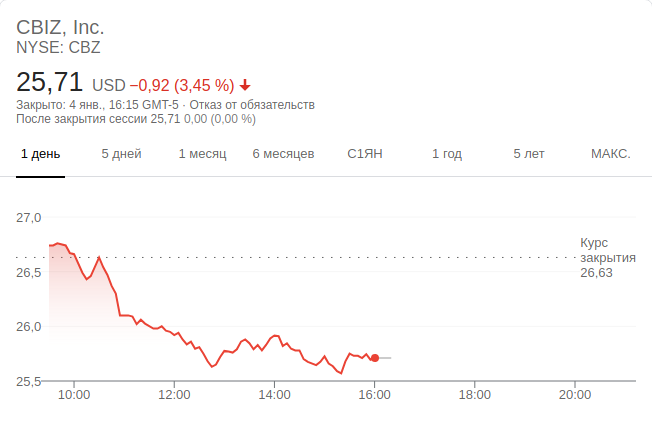 CBIZ, Inc.
NYSE: CBZ
25,71 USD −0,92 (3,45 %)
Закрыто: 4 янв., 16:15 GMT-5 · Отказ от обязательств
После закрытия сессии 25,71 0,00 (0,00 %)
1 день 5 дней 1 месяц 6 месяцев С1ЯН 1 год 5 лет МАКС.
27,0
Курс
закрытия
26,63
26,5
26,0
25,5
10:00 12:00 14:00 16:00 18:00 20:00